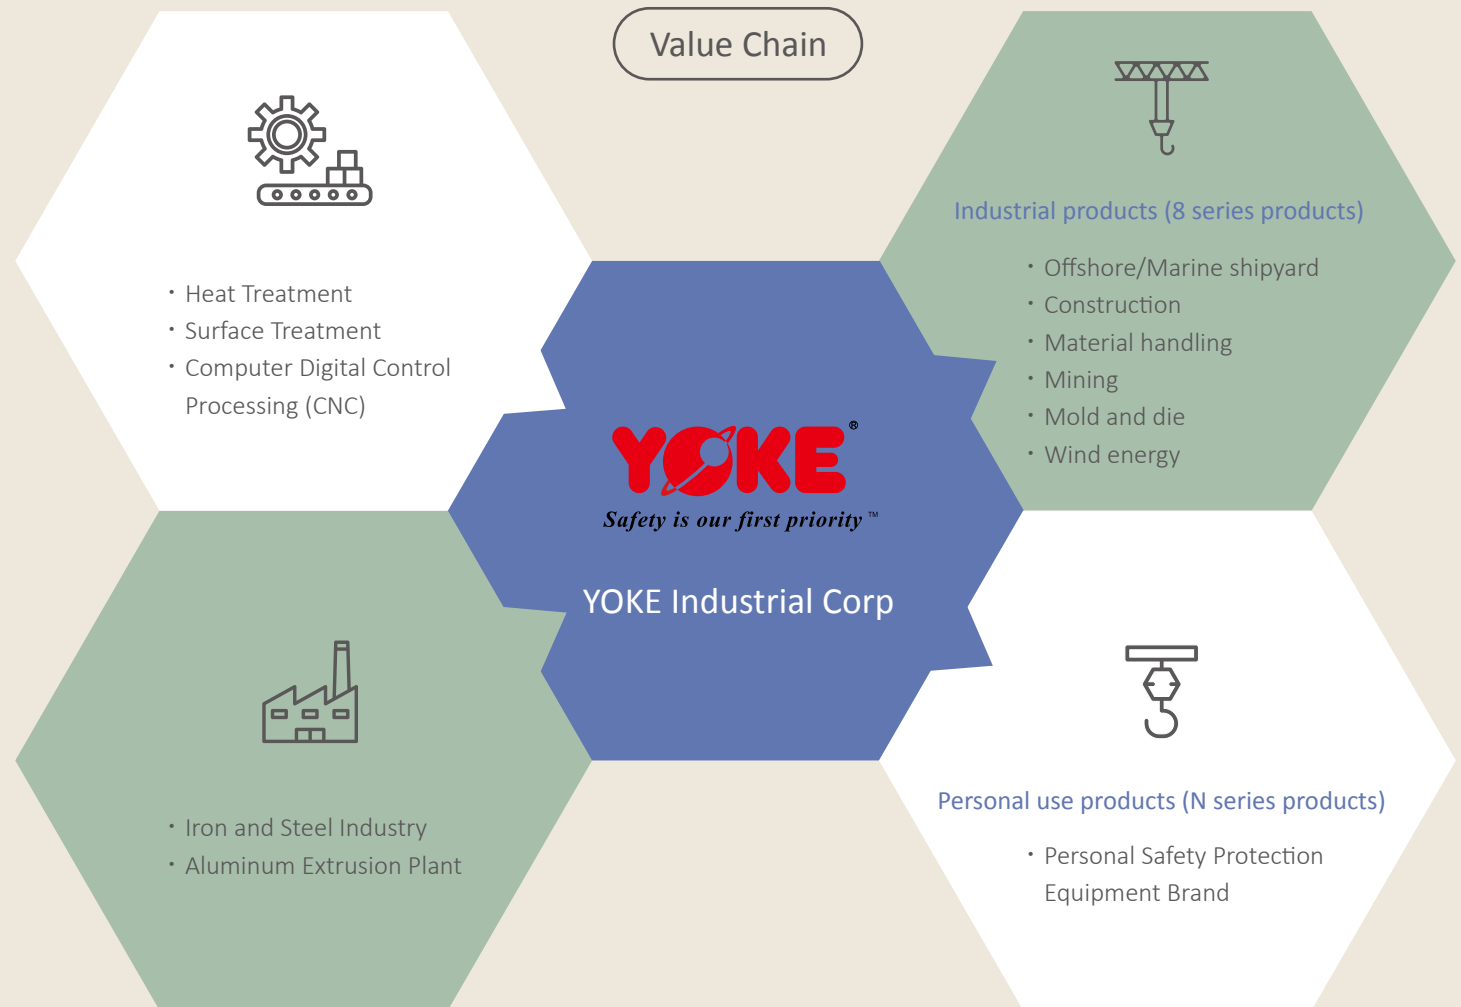 Value Chain
・Heat Treatment
・Surface Treatment
・Computer Digital Control
Processing (CNC)
Industrial products (8 series products)
・Offshore/Marine shipyard
・Construction
・Material handling
・Mining
・Mold and die
・Wind energy
YOKE®
Safety is our first priority™
YOKE Industrial Corp
・Iron and Steel Industry
・Aluminum Extrusion Plant
Personal use products (N series products)
・Personal Safety Protection
Equipment Brand